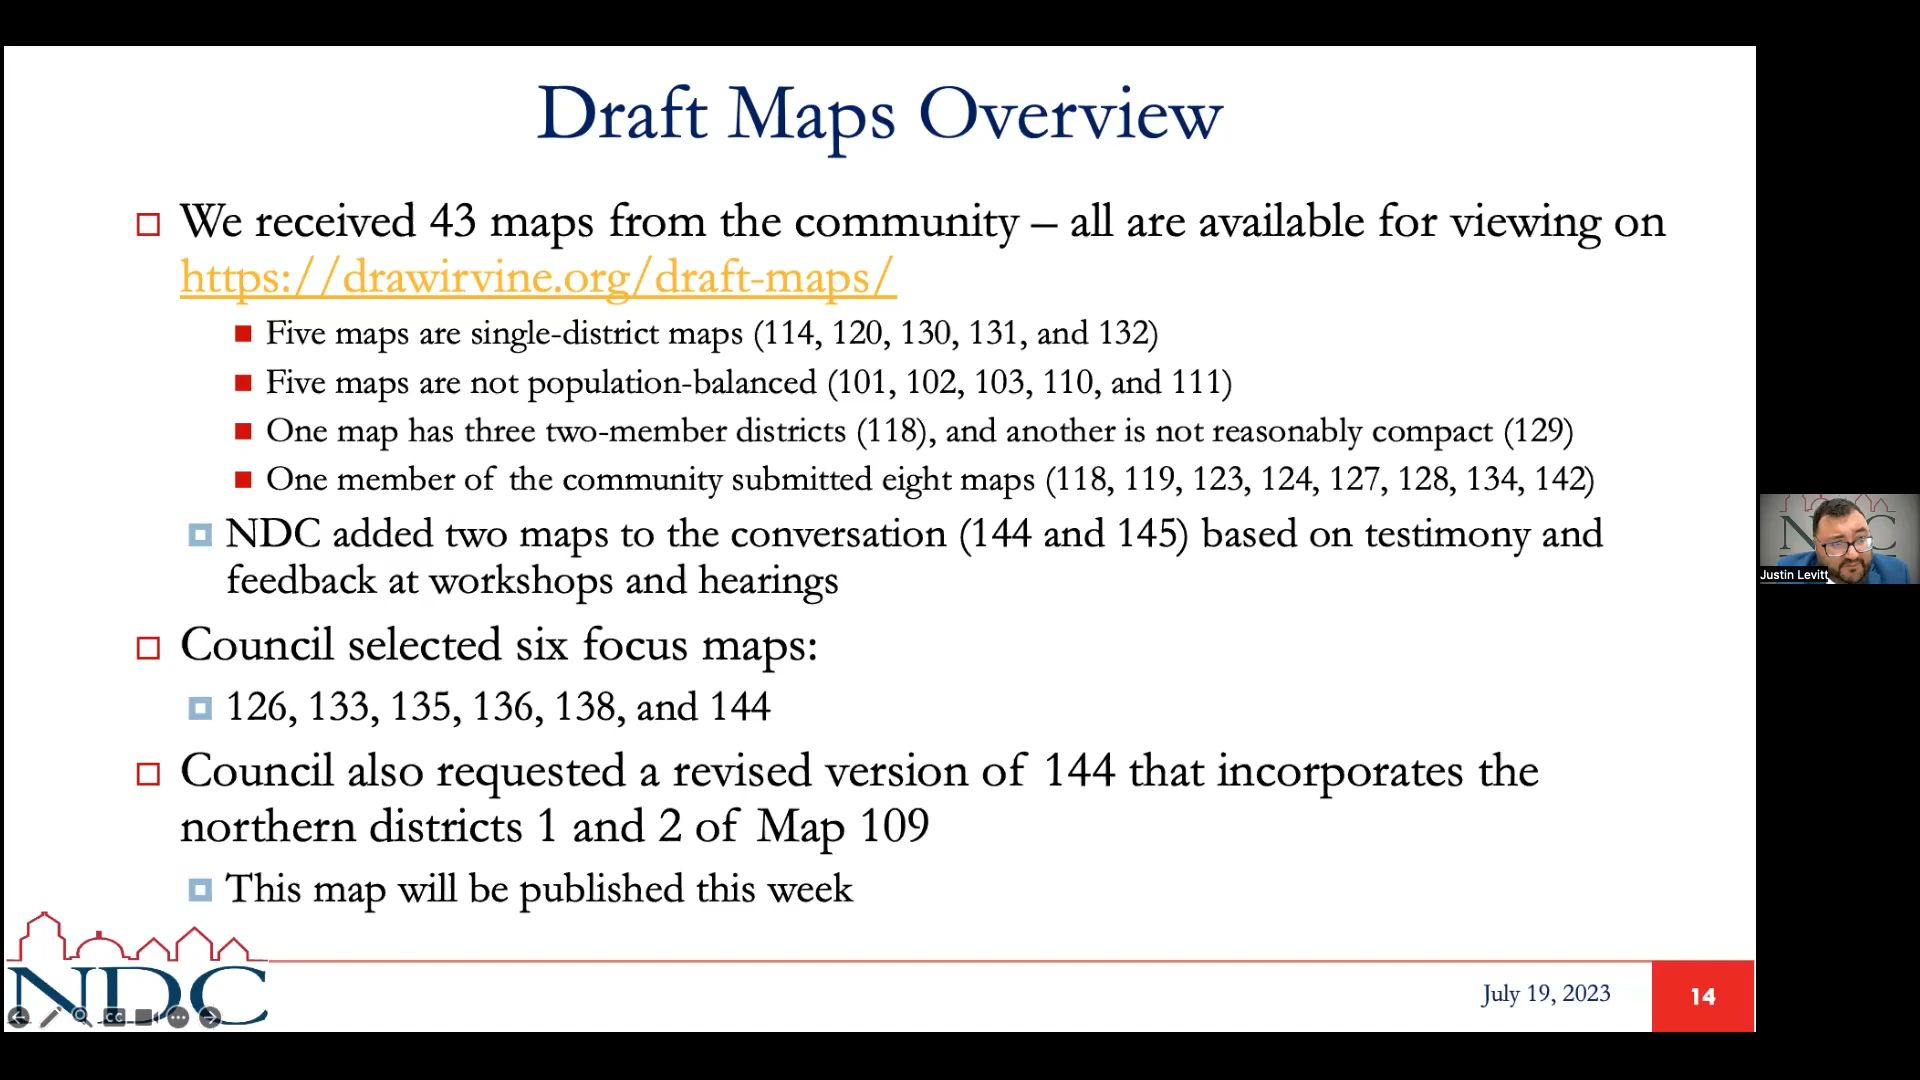 Draft Maps Overview
We received 43 maps from the community – all are available for viewing on
https://drawirvine.org/draft-maps/
Five maps are single-district maps (114, 120, 130, 131, and 132)
Five maps are not population-balanced (101, 102, 103, 110, and 111)
One map has three two-member districts (118), and another is not reasonably compact (129)
One member of the community submitted eight maps (118, 119, 123, 124, 127, 128, 134, 142)
NDC added two maps to the conversation (144 and 145) based on testimony and
feedback at workshops and hearings
Council selected six focus maps:
126, 133, 135, 136, 138, and 144
Council also requested a revised version of 144 that incorporates the
northern districts 1 and 2 of Map 109
This map will be published this week
NDC
CC
July 19, 2023
14
Justin Levitt